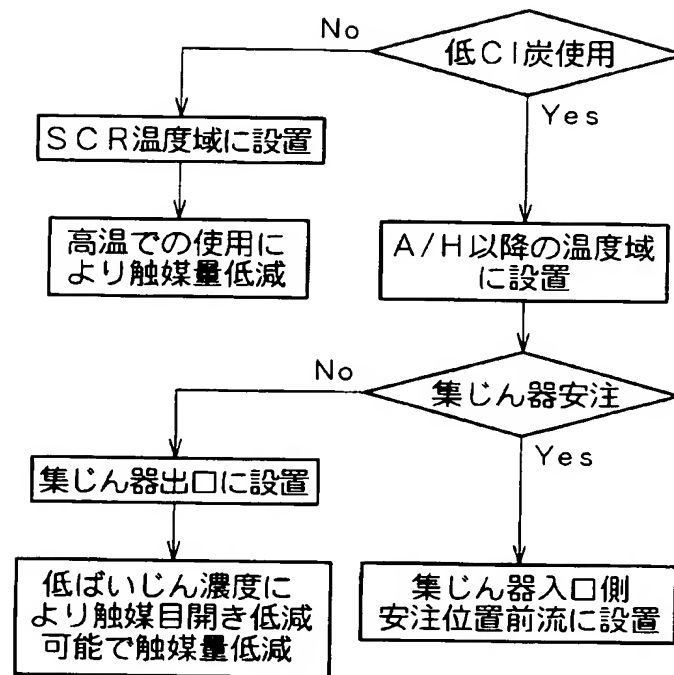 No
低Cl炭使用
Yes
SCR温度域に設置
高温での使用に
より触媒量低減
A/H以降の温度域
に設置
No
集じん器安注
Yes
集じん器出口に設置
低ばいじん濃度に
より触媒目開き低減
可能で触媒量低減
集じん器入口側
安注位置前流に設置